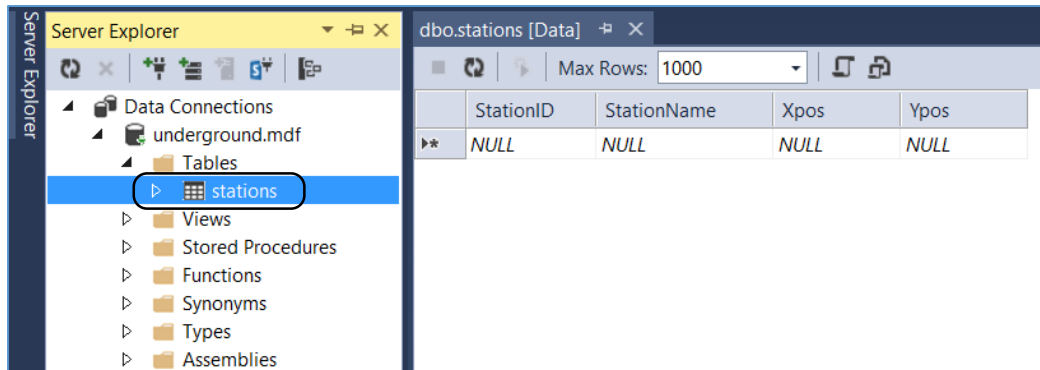 Server Explorer
Server Explorer
Data Connections
underground.mdf
Tables
stations
Views
Stored Procedures
Functions
Synonyms
Types
Assemblies
dbo.stations [Data]
Max Rows: 1000
StationID StationName Xpos Ypos
NULL NULL NULL NULL